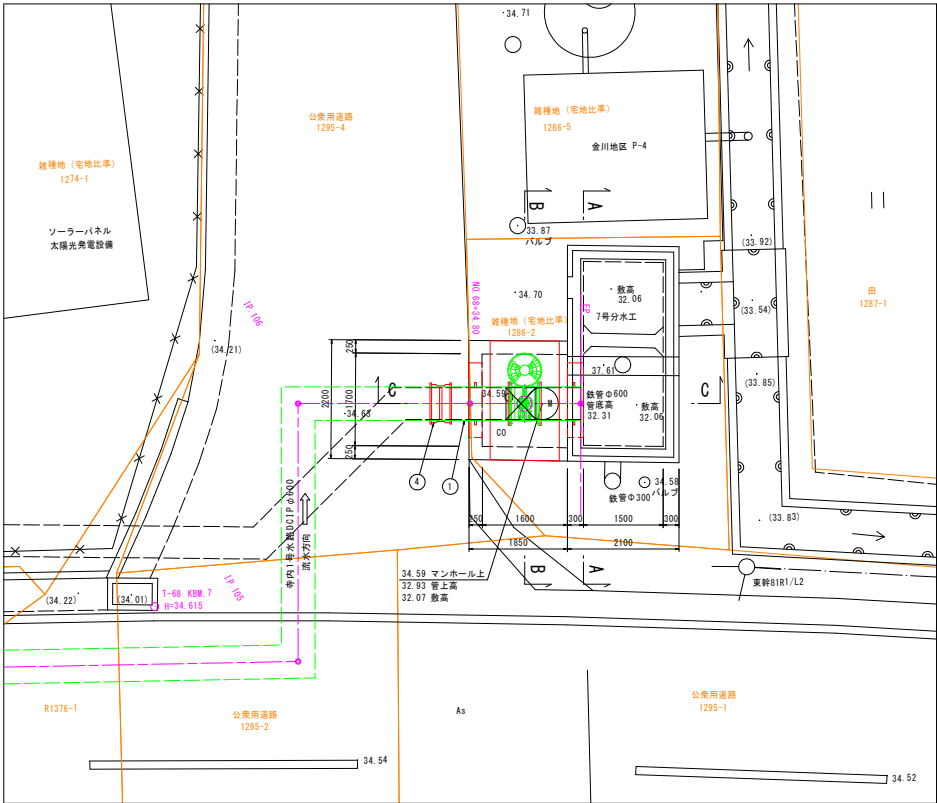 34.71
公衆用道路
1295-4
雑種地（宅地比準）
1286-5
金川地区 P-4
雑種地（宅地比準）
1274-1
ソーラーパネル
太陽光発電設備
B
A
33.87
バルブ
(33.92)
田
1287-1
IP.106
NO.68+34.80
34.70
雑種地（宅地比準）
1286-2
EP
敷高
32.06
7号分水工
(33.54)
(34.21)
37.61
(33.85)
250
2200
1700
250
C
34.63
34.59
M
CO
鉄管Φ600
管底高
32.31
敷高
32.06
C
4
1
鉄管Φ300
34.58
バルブ
(33.83)
250
1600
300
1500
300
1850
2100
寺内1号水路DCIPφ600
流水方向
IP.105
34.59 マンホール上
32.93 管上高
32.07 敷高
B
A
東幹81R1/L2
(34.22)
(34.01)
T-68 KBM.7
H=34.615
R1376-1
公衆用道路
1295-2
As
公衆用道路
1295-1
34.54
34.52